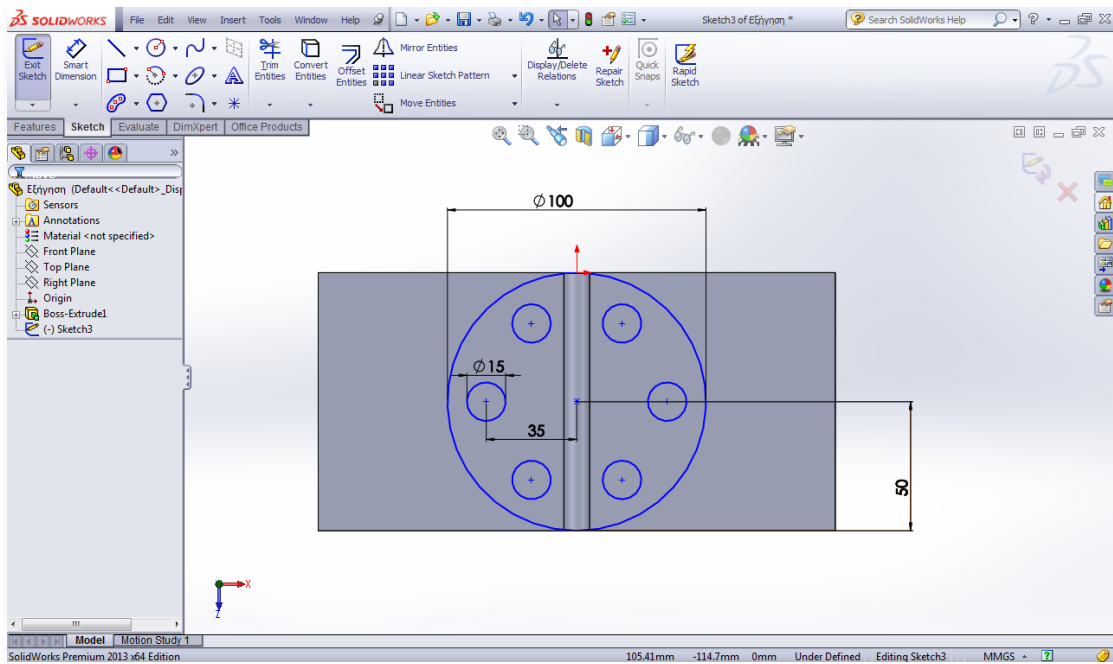 SOLIDWORKS File Edit View Insert Tools Window Help Sketch3 of Εξήγηση * Search SolidWorks Help
Exit Sketch
Smart Dimension
Trim Entities
Convert Entities
Offset Entities
Mirror Entities
Linear Sketch Pattern
Move Entities
Display/Delete Relations
Repair Sketch
Quick Snaps
Rapid Sketch
Features Sketch Evaluate DimXpert Office Products
Εξήγηση (Default<<Default>_Disp
Sensors
Annotations
Material <not specified>
Front Plane
Top Plane
Right Plane
Origin
Boss-Extrude1
(-) Sketch3
Ø100
Ø15
35
50
X
Z
Model Motion Study 1
SolidWorks Premium 2013 x64 Edition 105.41mm -114.7mm 0mm Under Defined Editing Sketch3 MMGS